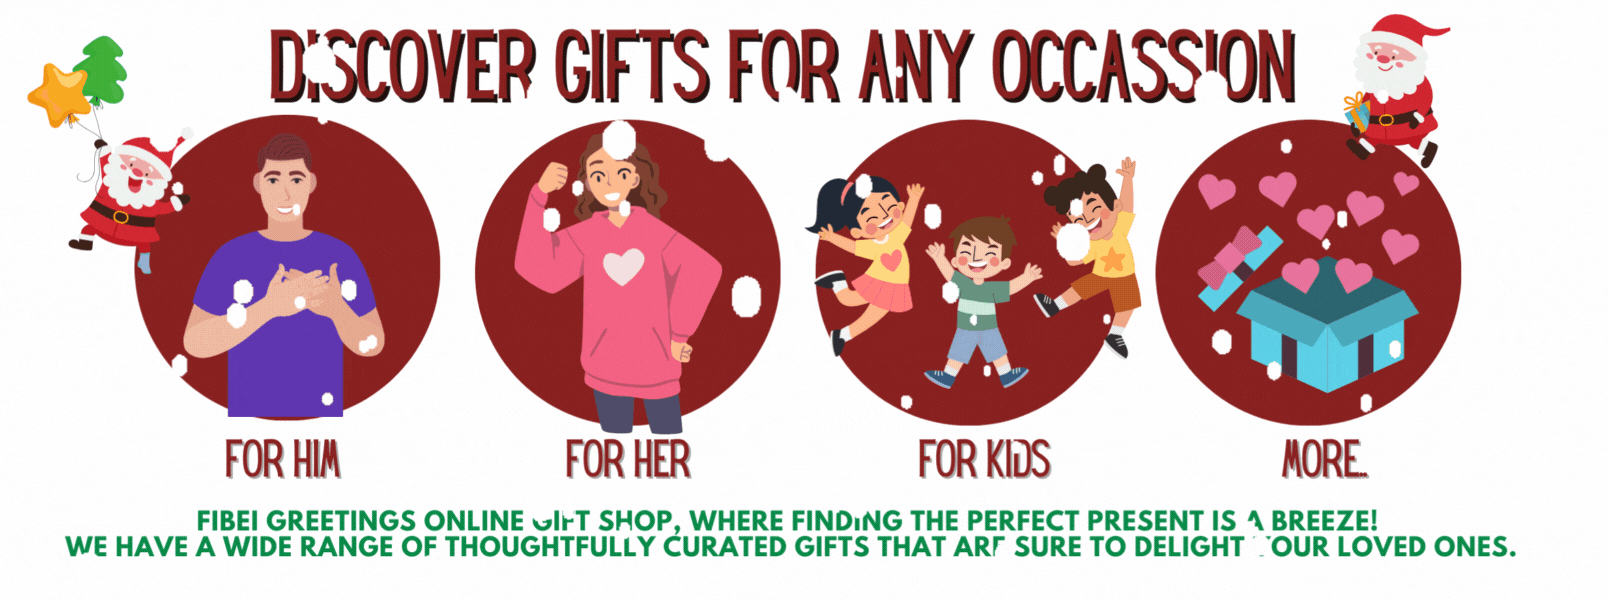 DISCOVER GIFTS FOR ANY OCCASSION
FOR HIM
FOR HER
FOR KIDS
MORE..
FIBEI GREETINGS ONLINE GIFT SHOP, WHERE FINDING THE PERFECT PRESENT IS A BREEZE!
WE HAVE A WIDE RANGE OF THOUGHTFULLY CURATED GIFTS THAT ARE SURE TO DELIGHT YOUR LOVED ONES.